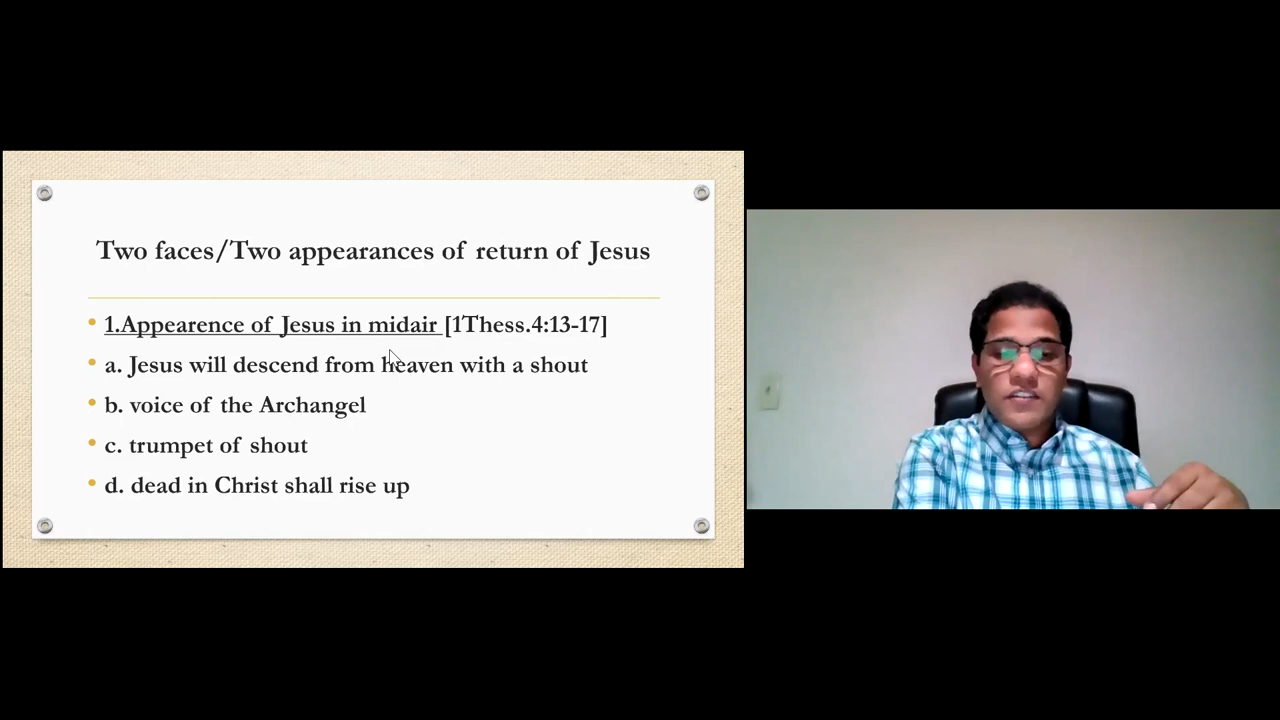 Two faces/Two appearances of return of Jesus
1.Appearence of Jesus in midair [1Thess.4:13-17]
a. Jesus will descend from heaven with a shout
b. voice of the Archangel
c. trumpet of shout
d. dead in Christ shall rise up